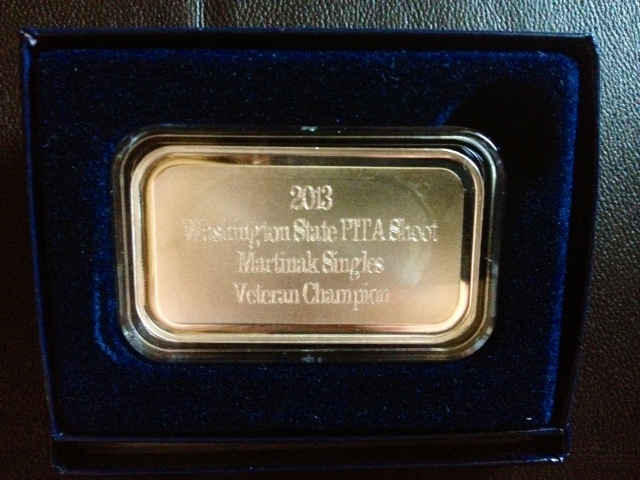 2013
Washington State PITA Shoot
Martinak Singles
Veteran Champion